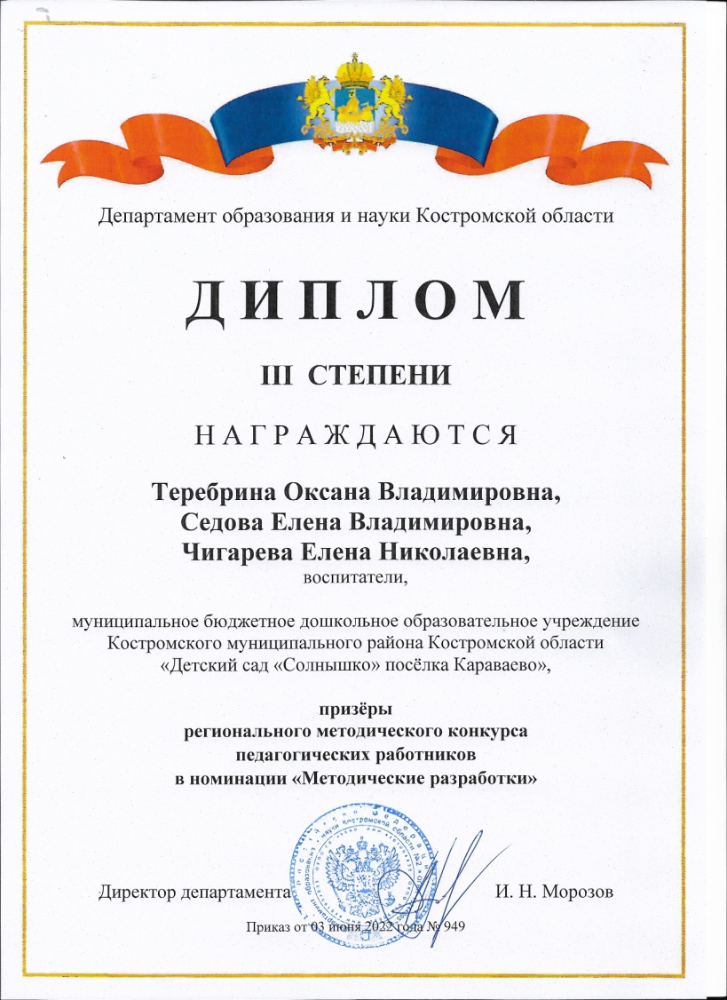 Департамент образования и науки Костромской области
ДИПЛОМ
III СТЕПЕНИ
НАГРАЖДАЮТСЯ
Теребрина Оксана Владимировна,
Седова Елена Владимировна,
Чигарева Елена Николаевна,
воспитатели,
муниципальное бюджетное дошкольное образовательное учреждение
Костромского муниципального района Костромской области
«Детский сад «Солнышко» посёлка Караваево»,
призёры
регионального методического конкурса
педагогических работников
в номинации «Методические разработки»
Директор департамента
И. Н. Морозов
Приказ от 03 июня 2022 года № 949